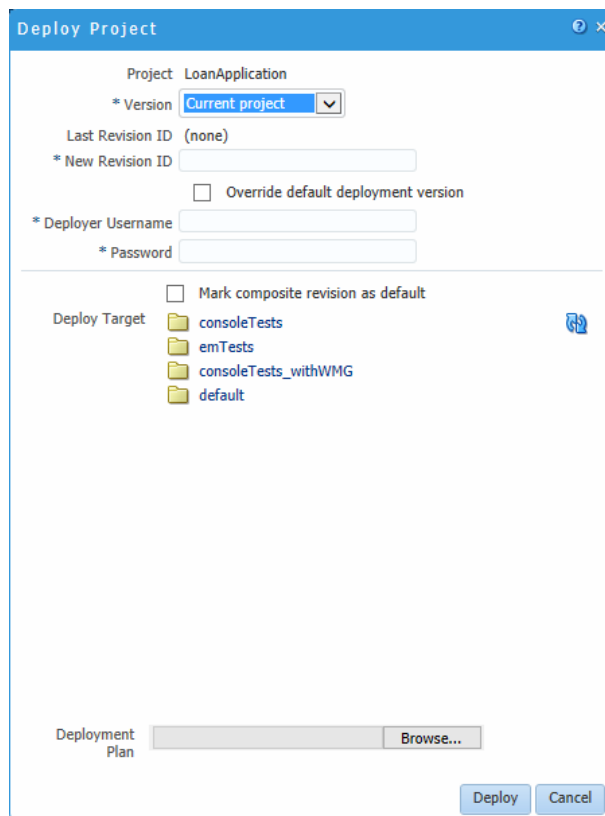 Deploy Project
Project LoanApplication
* Version Current project
Last Revision ID (none)
* New Revision ID
Override default deployment version
* Deployer Username
* Password
Mark composite revision as default
Deploy Target consoleTests
emTests
consoleTests_withWMG
default
Deployment
Plan
Browse...
Deploy Cancel